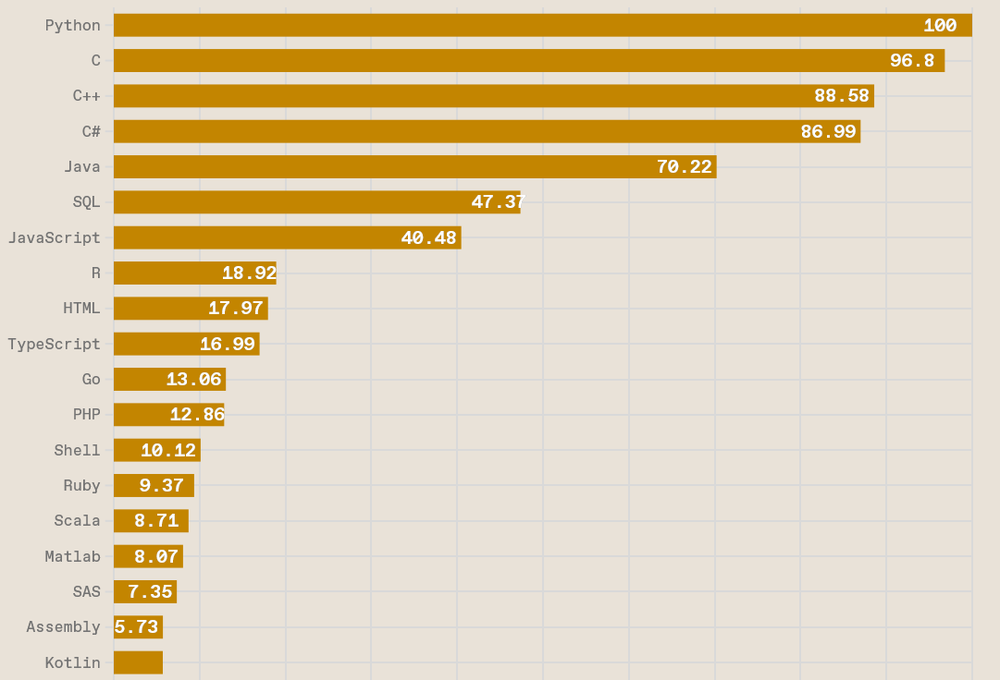 Python 100
C 96.8
C++ 88.58
C# 86.99
Java 70.22
SQL 47.37
JavaScript 40.48
R 18.92
HTML 17.97
TypeScript 16.99
Go 13.06
PHP 12.86
Shell 10.12
Ruby 9.37
Scala 8.71
Matlab 8.07
SAS 7.35
Assembly 5.73
Kotlin